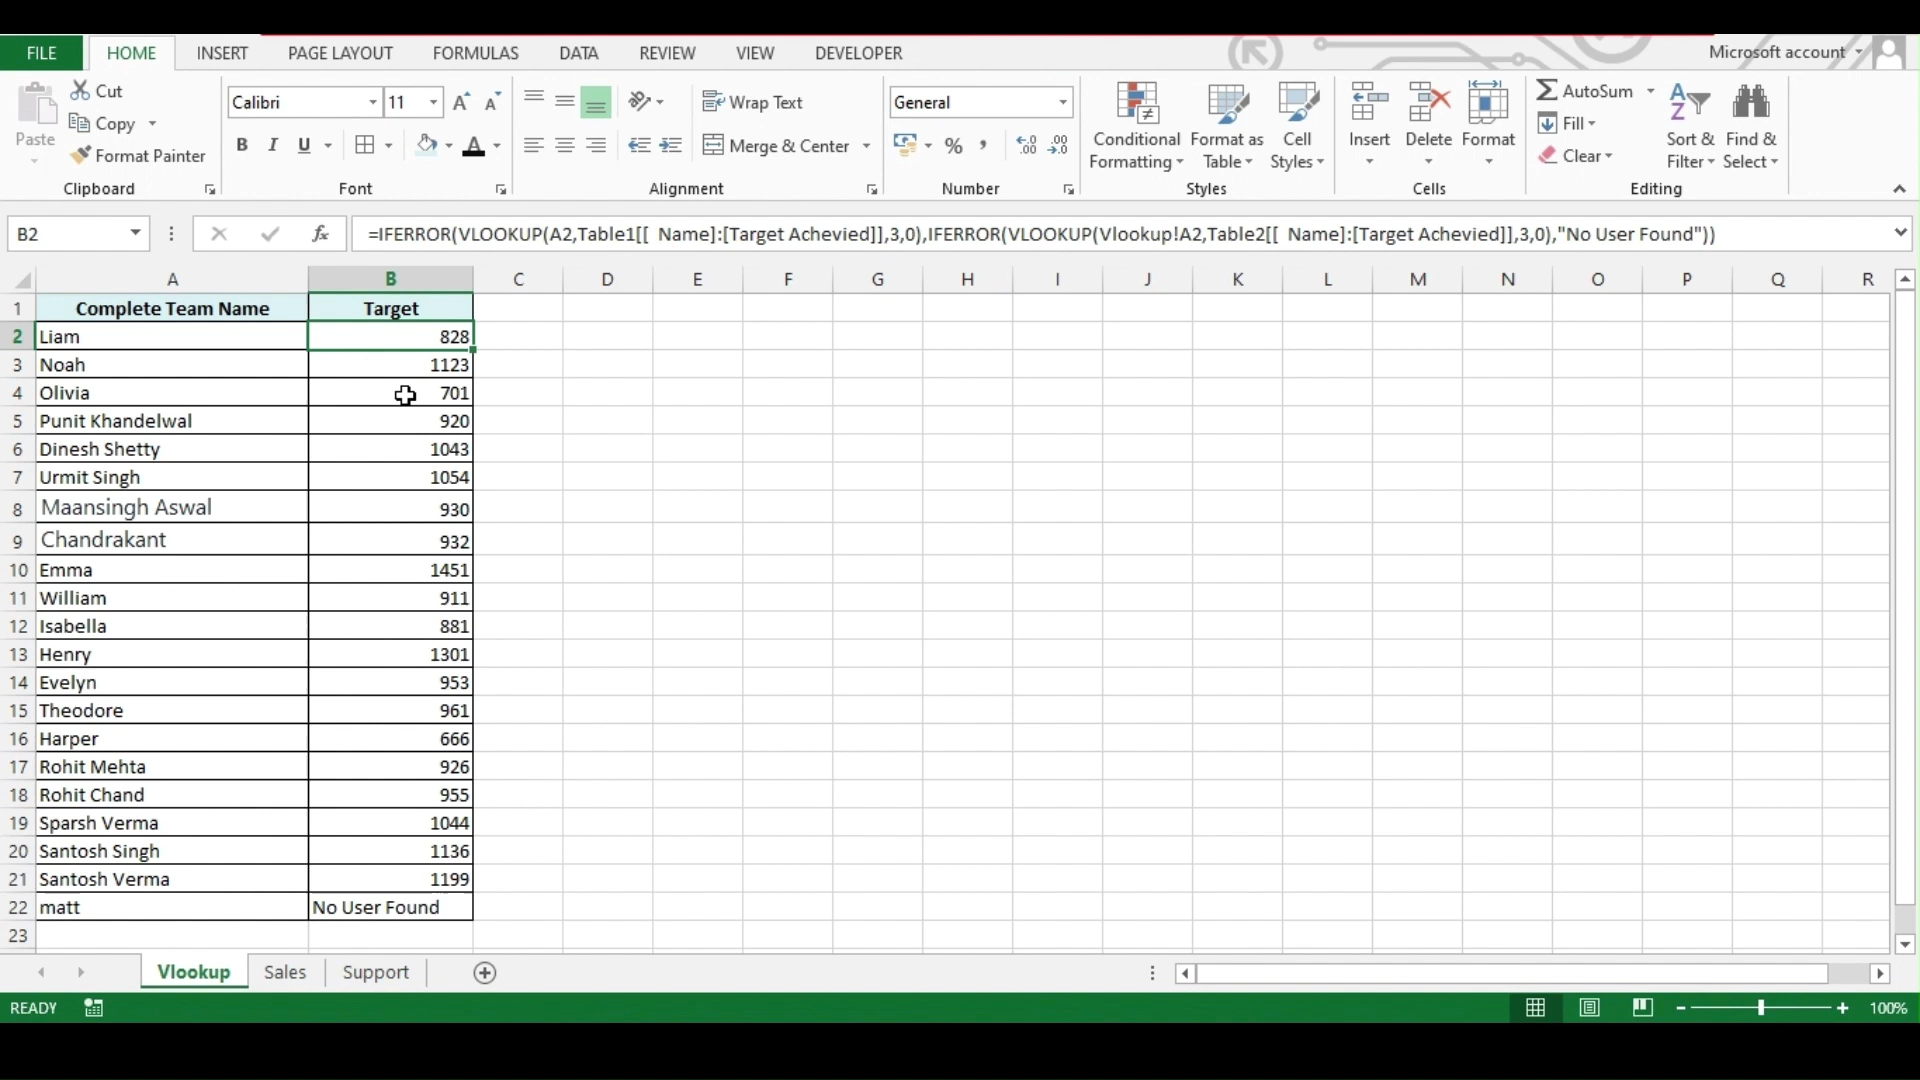 FILE HOME INSERT PAGE LAYOUT FORMULAS DATA REVIEW VIEW DEVELOPER Microsoft account
Paste
Cut
Copy
Format Painter
Clipboard
Calibri 11
B I U A
Font
Wrap Text
Merge & Center
Alignment
General
%
Number
Conditional Formatting
Format as Table
Cell Styles
Styles
Insert
Delete
Format
Cells
AutoSum
Fill
Clear
Sort & Filter
Find & Select
Editing
B2 fx =IFERROR(VLOOKUP(A2,Table1[[  Name]:[Target Achevied]],3,0),IFERROR(VLOOKUP(Vlookup!A2,Table2[[  Name]:[Target Achevied]],3,0),"No User Found"))
A B C D E F G H I J K L M N O P Q R
1 Complete Team Name Target
2 Liam 828
3 Noah 1123
4 Olivia 701
5 Punit Khandelwal 920
6 Dinesh Shetty 1043
7 Urmit Singh 1054
8 Maansingh Aswal 930
9 Chandrakant 932
10 Emma 1451
11 William 911
12 Isabella 881
13 Henry 1301
14 Evelyn 953
15 Theodore 961
16 Harper 666
17 Rohit Mehta 926
18 Rohit Chand 955
19 Sparsh Verma 1044
20 Santosh Singh 1136
21 Santosh Verma 1199
22 matt No User Found
23
Vlookup Sales Support
READY 100%